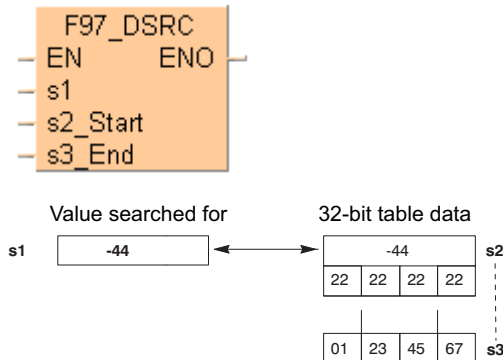 F97_DSRC
EN ENO
s1
s2_Start
s3_End
Value searched for 32-bit table data
s1 -44 -44 s2
22 22 22 22
01 23 45 67 s3